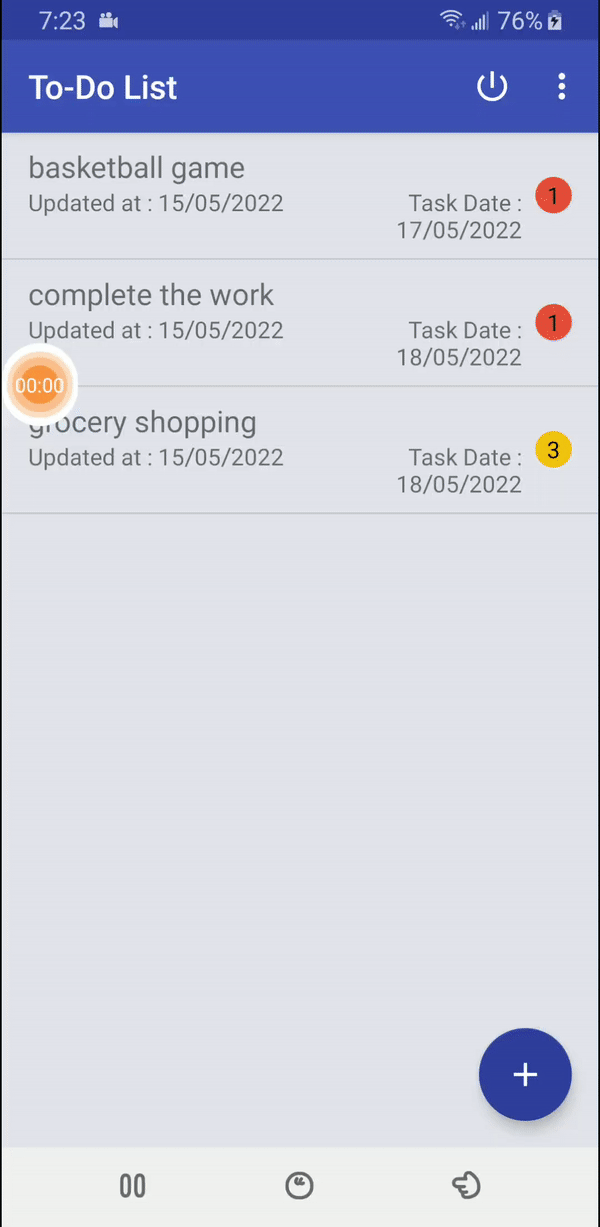 7:23 76%
To-Do List
basketball game
Updated at : 15/05/2022
Task Date :
17/05/2022
1
complete the work
Updated at : 15/05/2022
Task Date :
18/05/2022
1
00:00
grocery shopping
Updated at : 15/05/2022
Task Date :
18/05/2022
3